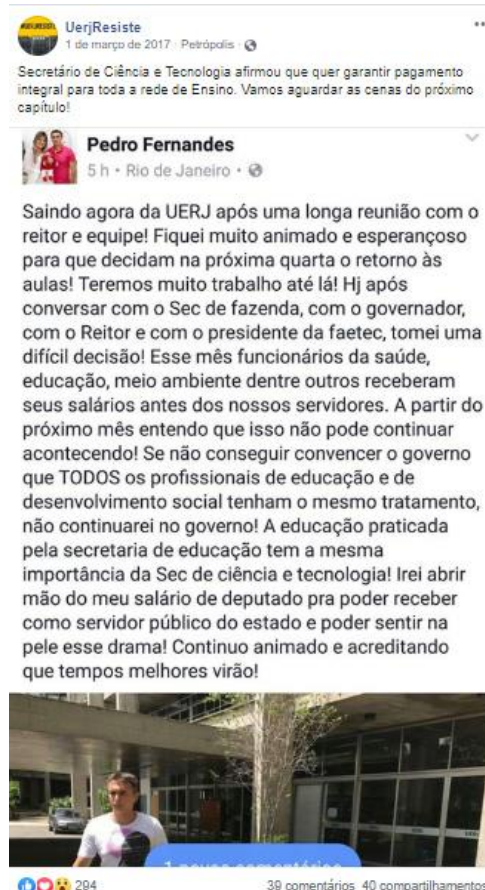 UerjResiste
1 de março de 2017 · Petrópolis ·
Secretário de Ciência e Tecnologia afirmou que quer garantir pagamento
integral para toda a rede de Ensino. Vamos aguardar as cenas do próximo
capítulo!
Pedro Fernandes
5 h · Rio de Janeiro ·
Saindo agora da UERJ após uma longa reunião com o
reitor e equipe! Fiquei muito animado e esperançoso
para que decidam na próxima quarta o retorno às
aulas! Teremos muito trabalho até lá! Hj após
conversar com o Sec de fazenda, com o governador,
com o Reitor e com o presidente da faetec, tomei uma
difícil decisão! Esse mês funcionários da saúde,
educação, meio ambiente dentre outros receberam
seus salários antes dos nossos servidores. A partir do
próximo mês entendo que isso não pode continuar
acontecendo! Se não conseguir convencer o governo
que TODOS os profissionais de educação e de
desenvolvimento social tenham o mesmo tratamento,
não continuarei no governo! A educação praticada
pela secretaria de educação tem a mesma
importância da Sec de ciência e tecnologia! Irei abrir
mão do meu salário de deputado pra poder receber
como servidor público do estado e poder sentir na
pele esse drama! Continuo animado e acreditando
que tempos melhores virão!
294
39 comentários 40 compartilhamentos